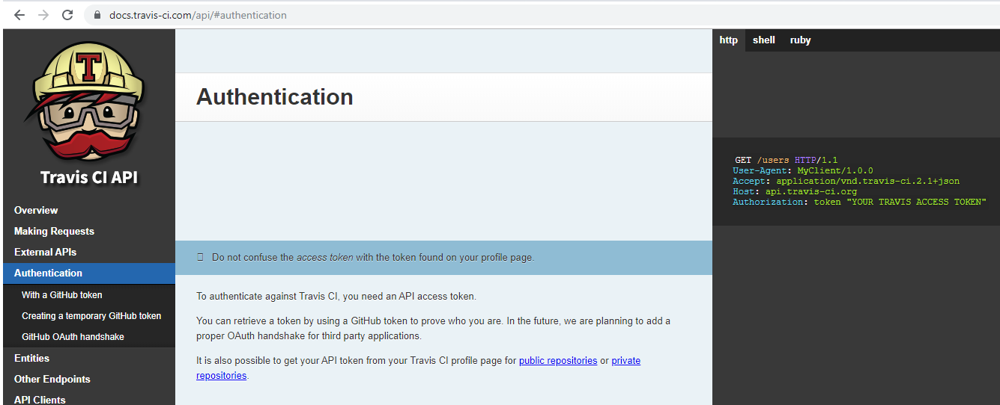 docs.travis-ci.com/api/#authentication
T
Travis CI API
Overview
Making Requests
External APIs
Authentication
With a GitHub token
Creating a temporary GitHub token
GitHub OAuth handshake
Entities
Other Endpoints
API Clients
Authentication
Do not confuse the access token with the token found on your profile page.
To authenticate against Travis CI, you need an API access token.
You can retrieve a token by using a GitHub token to prove who you are. In the future, we are planning to add a
proper OAuth handshake for third party applications.
It is also possible to get your API token from your Travis CI profile page for public repositories or private
repositories.
http shell ruby
GET /users HTTP/1.1
User-Agent: MyClient/1.0.0
Accept: application/vnd.travis-ci.2.1+json
Host: api.travis-ci.org
Authorization: token "YOUR TRAVIS ACCESS TOKEN"